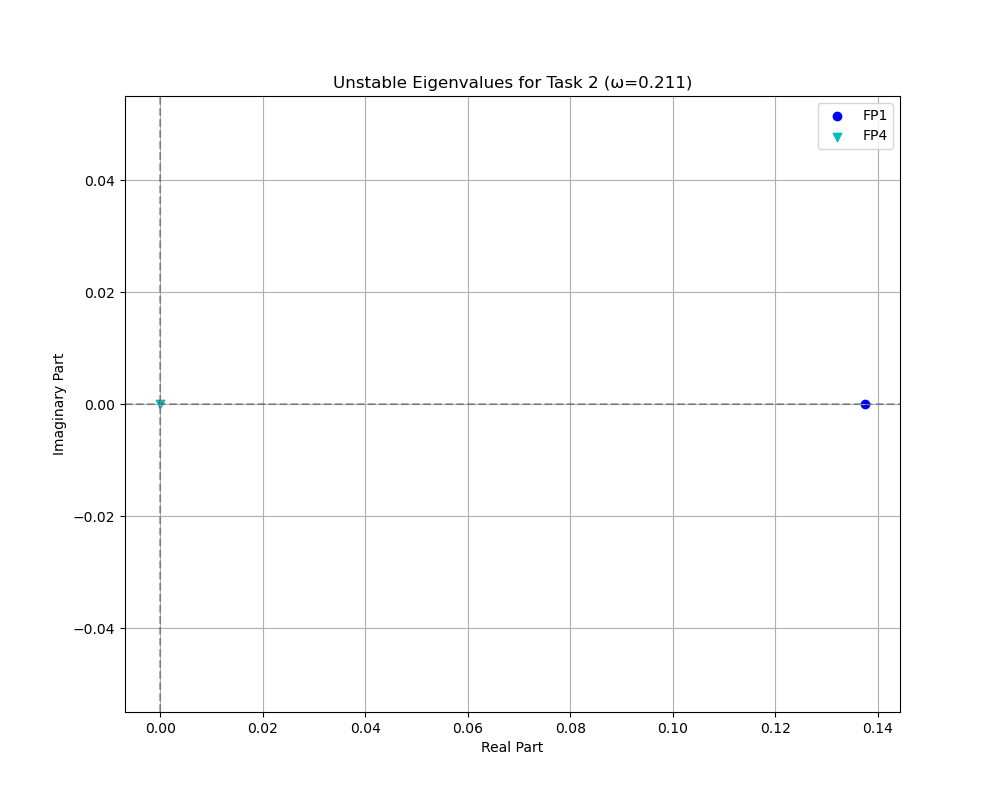 Unstable Eigenvalues for Task 2 (ω=0.211)
FP1
FP4
0.04
0.02
0.00
−0.02
−0.04
Imaginary Part
0.00 0.02 0.04 0.06 0.08 0.10 0.12 0.14
Real Part